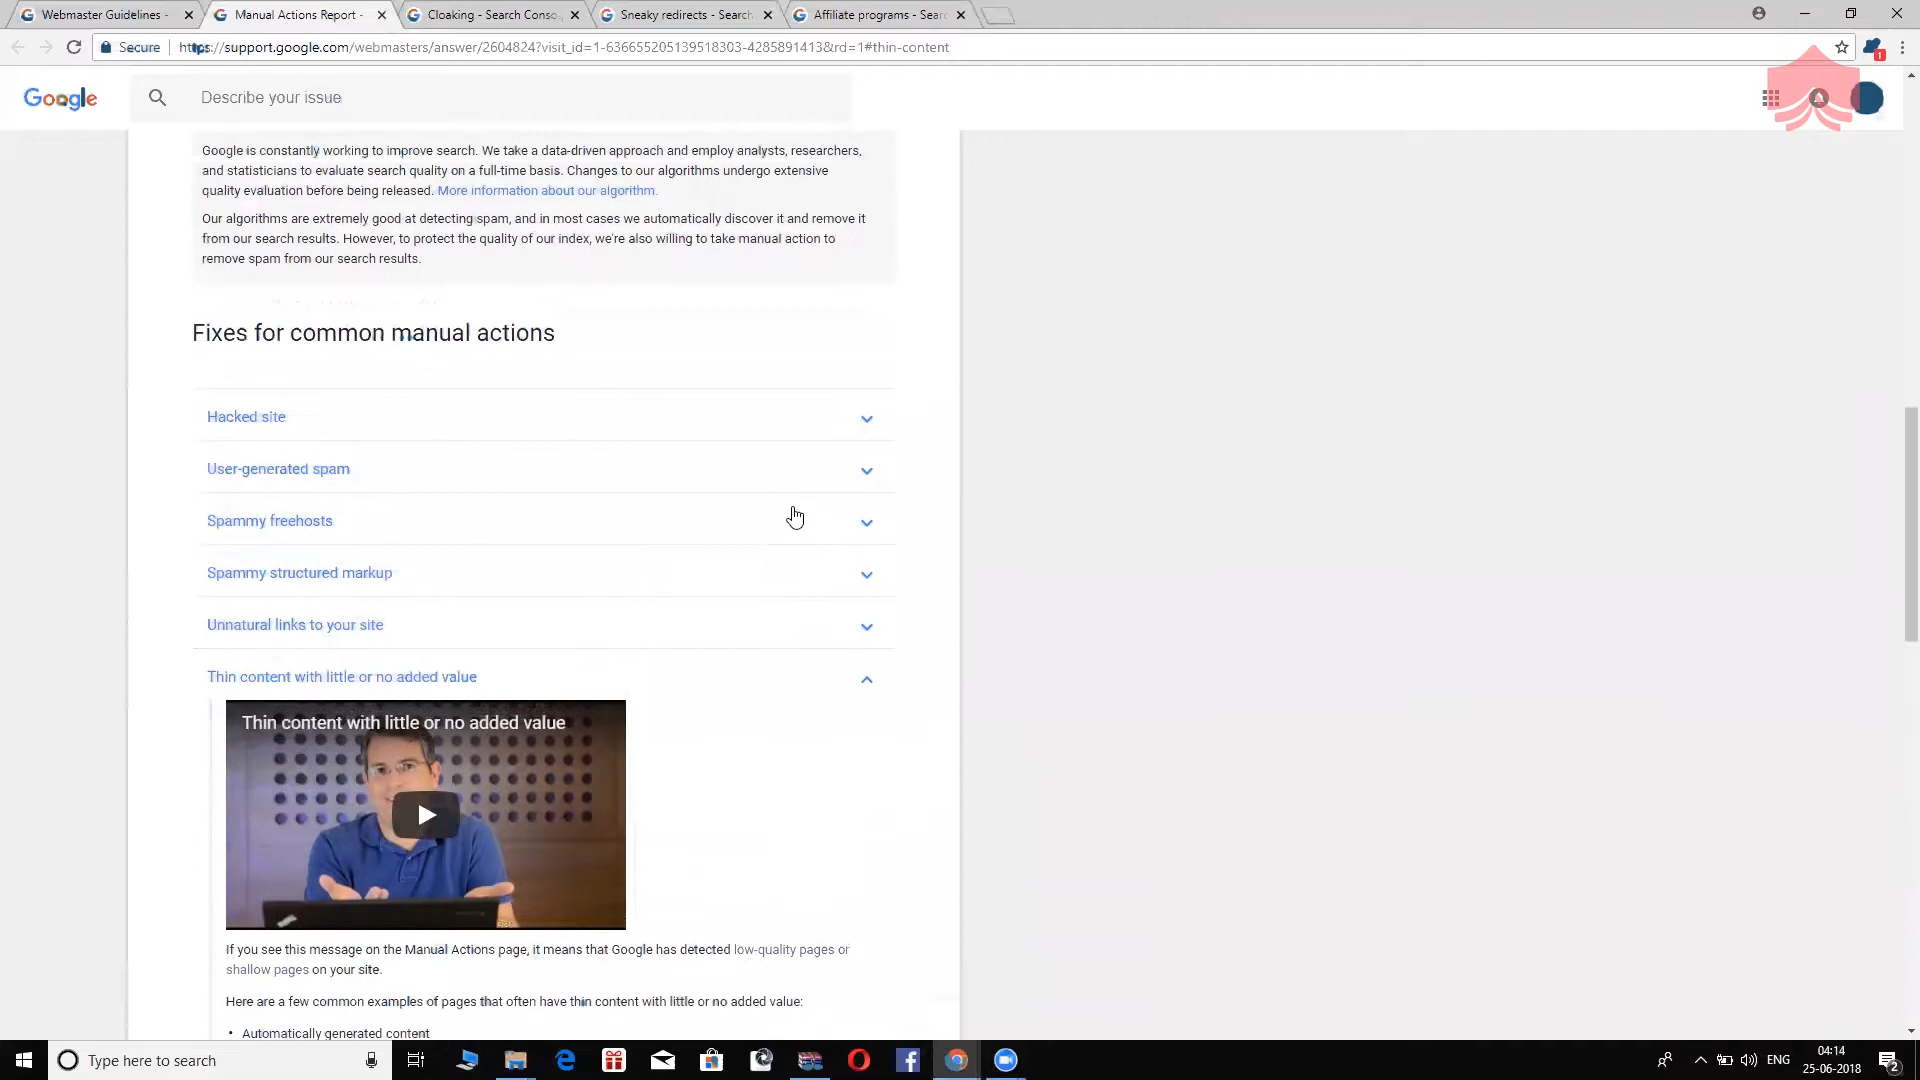 Webmaster Guidelines -
Manual Actions Report -
Cloaking - Search Conso
Sneaky redirects - Search
Affiliate programs - Sear
Secure
https://support.google.com/webmasters/answer/2604824?visit_id=1-636655205139518303-4285891413&rd=1#thin-content
1
Google
Describe your issue
Google is constantly working to improve search. We take a data-driven approach and employ analysts, researchers,
and statisticians to evaluate search quality on a full-time basis. Changes to our algorithms undergo extensive
quality evaluation before being released. More information about our algorithm.
Our algorithms are extremely good at detecting spam, and in most cases we automatically discover it and remove it
from our search results. However, to protect the quality of our index, we're also willing to take manual action to
remove spam from our search results.
Fixes for common manual actions
Hacked site
User-generated spam
Spammy freehosts
Spammy structured markup
Unnatural links to your site
Thin content with little or no added value
Thin content with little or no added value
If you see this message on the Manual Actions page, it means that Google has detected low-quality pages or
shallow pages on your site.
Here are a few common examples of pages that often have thin content with little or no added value:
• Automatically generated content
Type here to search
ENG
04:14
25-06-2018
2